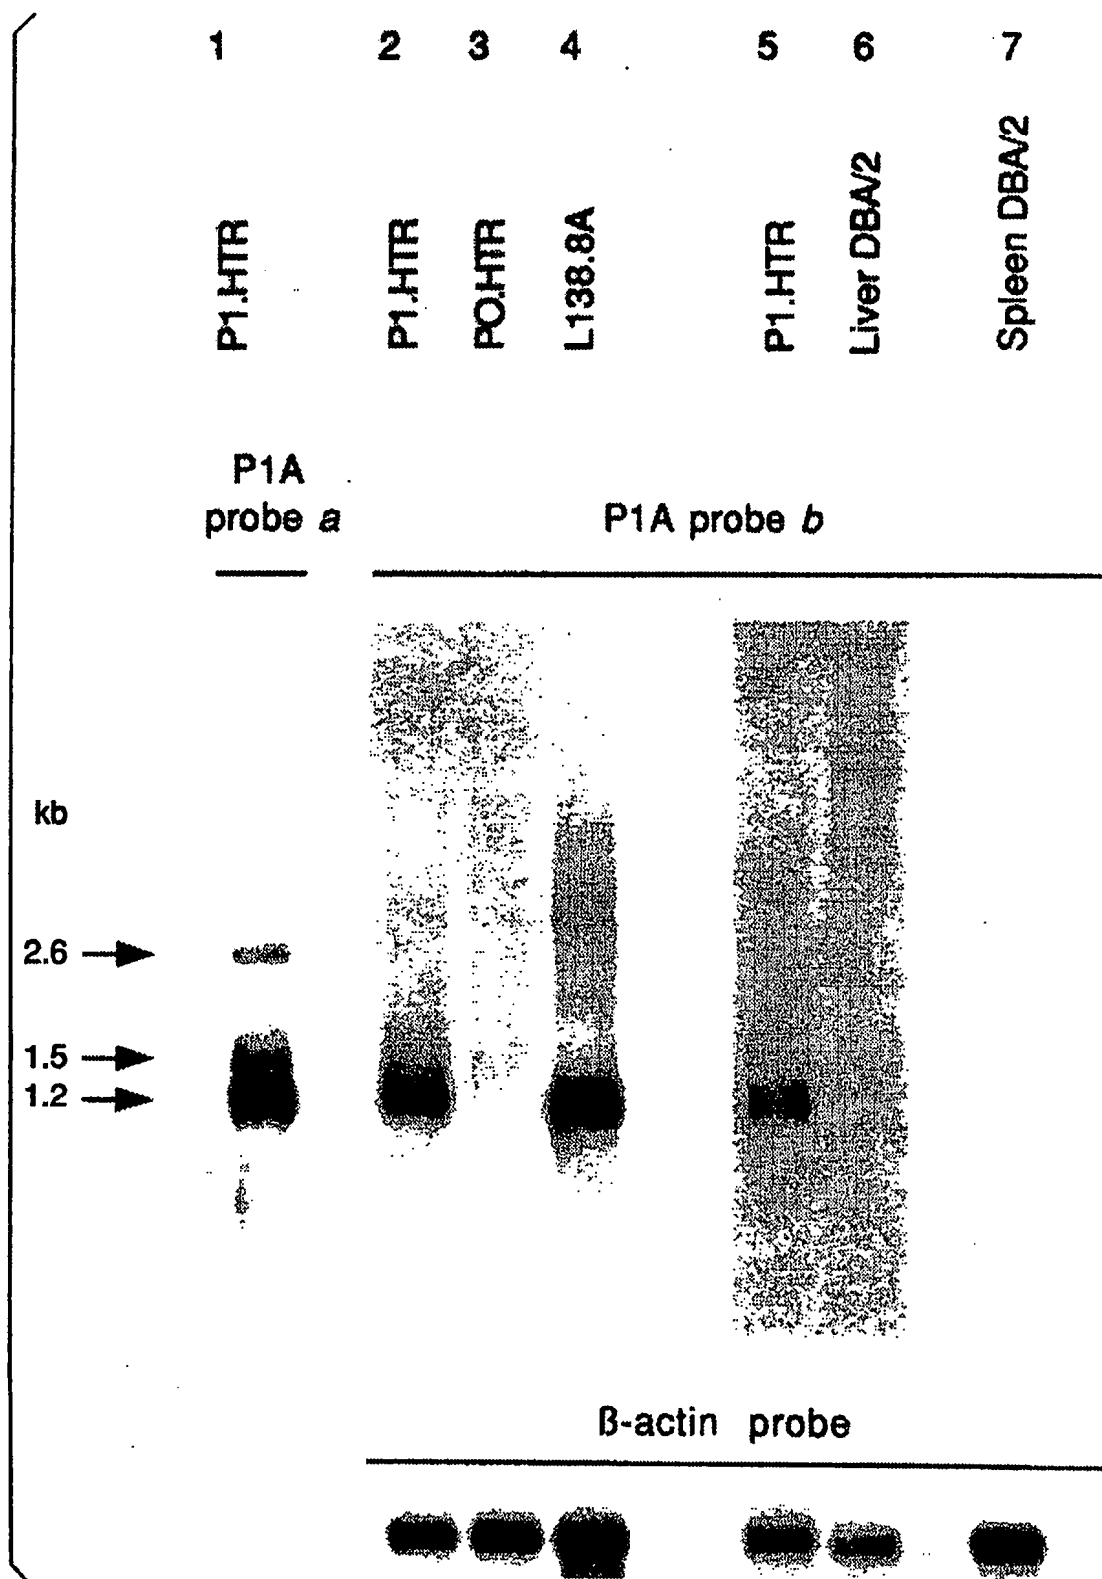 1 2 3 4 5 6 7
P1.HTR
P1.HTR
PO.HTR
L138.8A
P1.HTR
Liver DBA/2
Spleen DBA/2
P1A
probe a
P1A probe b
kb
2.6
1.5
1.2
ß-actin probe